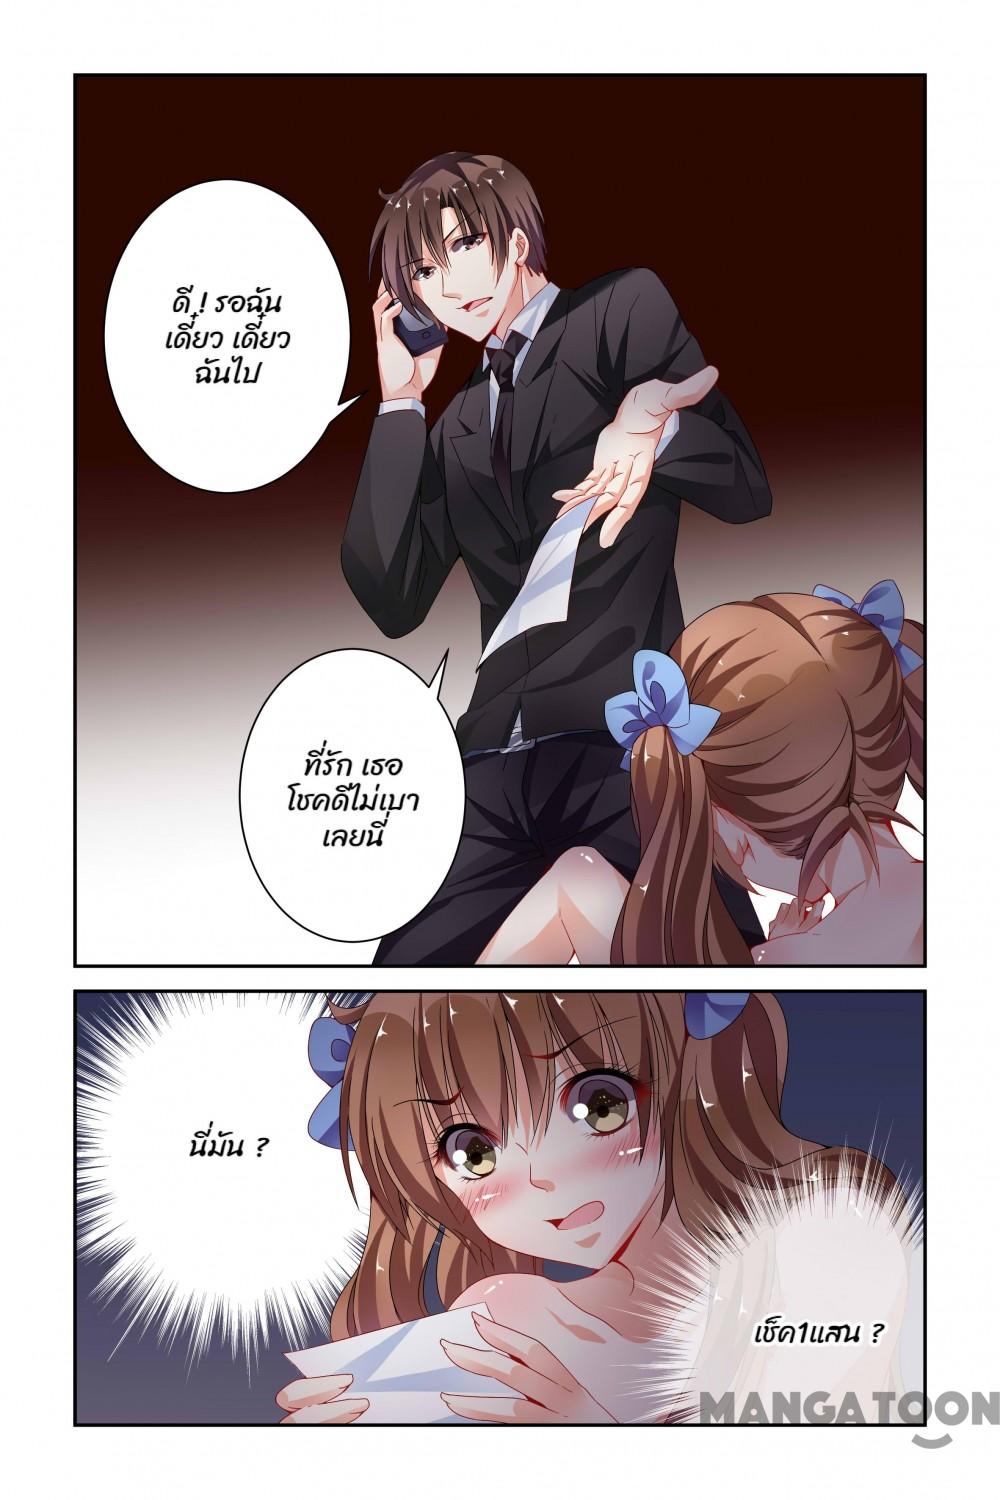 ดี ! รอฉัน
เดี๋ยว เดี๋ยว
ฉันไป
ที่รัก เธอ
โชคดีไม่เบา
เลยนี่
นี่มัน ?
เช็ค1แสน ?
MANGATOON